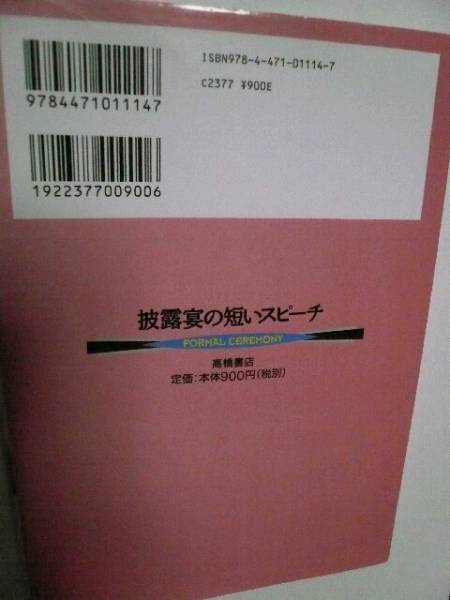 ISBN978-4-471-01114-7
C2377 ¥900E
9784471011147
1922377009006
披露宴の短いスピーチ
FORMAL CEREMONY
高橋書店
定価:本体900円(税別)